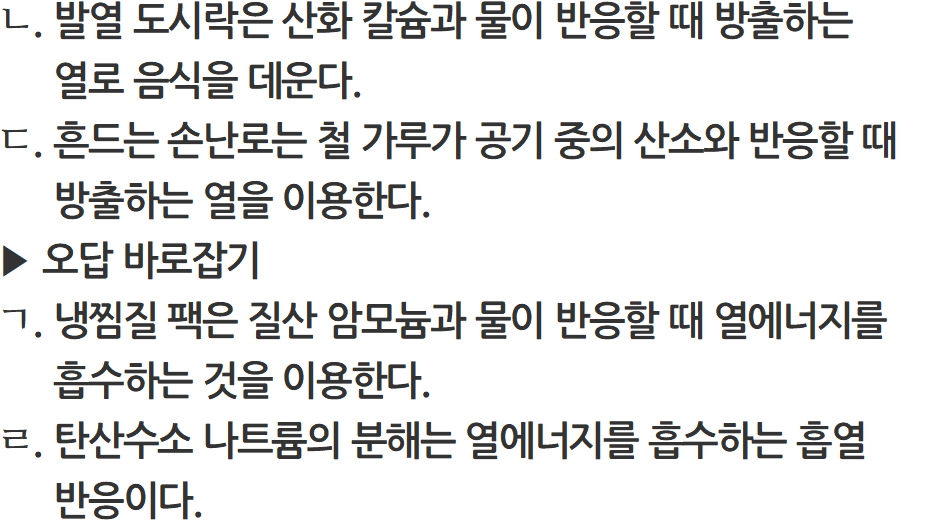 ㄴ. 발열 도시락은 산화 칼슘과 물이 반응할 때 방출하는
열로 음식을 데운다.
ㄷ. 흔드는 손난로는 철 가루가 공기 중의 산소와 반응할 때
방출하는 열을 이용한다.
▶ 오답 바로잡기
ㄱ. 냉찜질 팩은 질산 암모늄과 물이 반응할 때 열에너지를
흡수하는 것을 이용한다.
ㄹ. 탄산수소 나트륨의 분해는 열에너지를 흡수하는 흡열
반응이다.